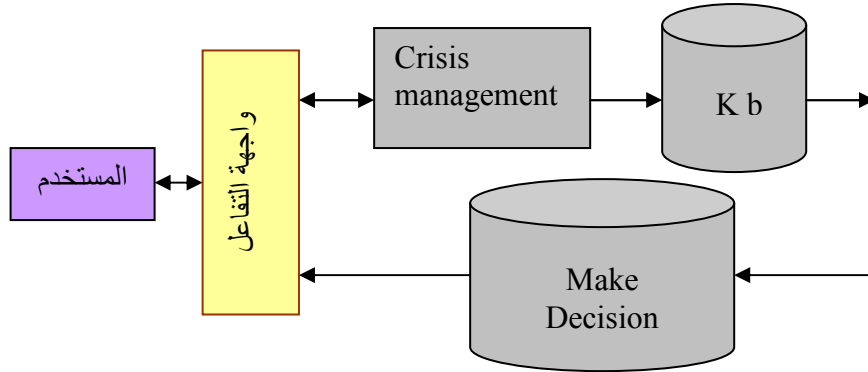 المستخدم
واجهة التفاعل
Crisis
management
K b
Make
Decision